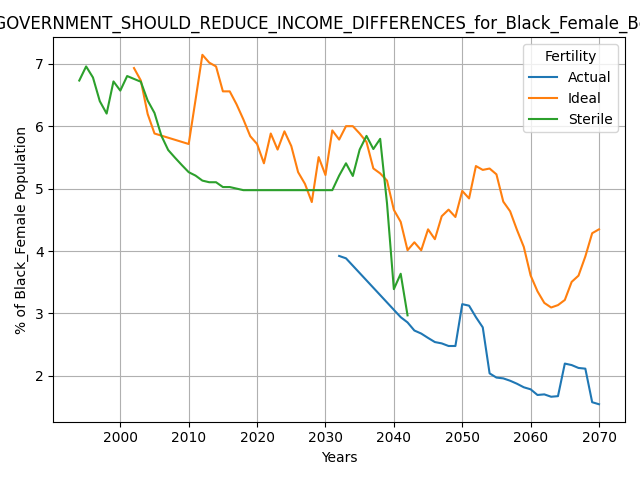 GOVERNMENT_SHOULD_REDUCE_INCOME_DIFFERENCES_for_Black_Female_B
Fertility
Actual
Ideal
Sterile
% of Black_Female Population
7
6
5
4
3
2
2000 2010 2020 2030 2040 2050 2060 2070
Years